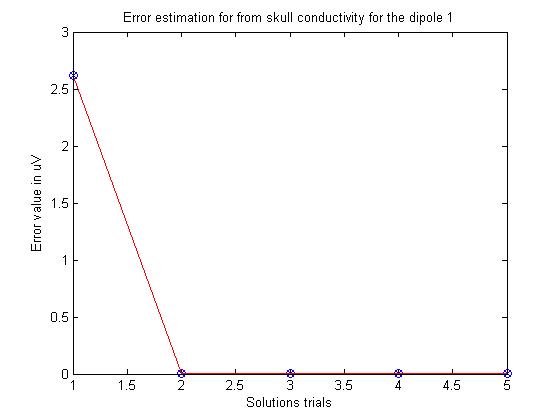 Error estimation for from skull conductivity for the dipole 1
3
2.5
2
1.5
1
0.5
0
Error value in uV
1 1.5 2 2.5 3 3.5 4 4.5 5
Solutions trials